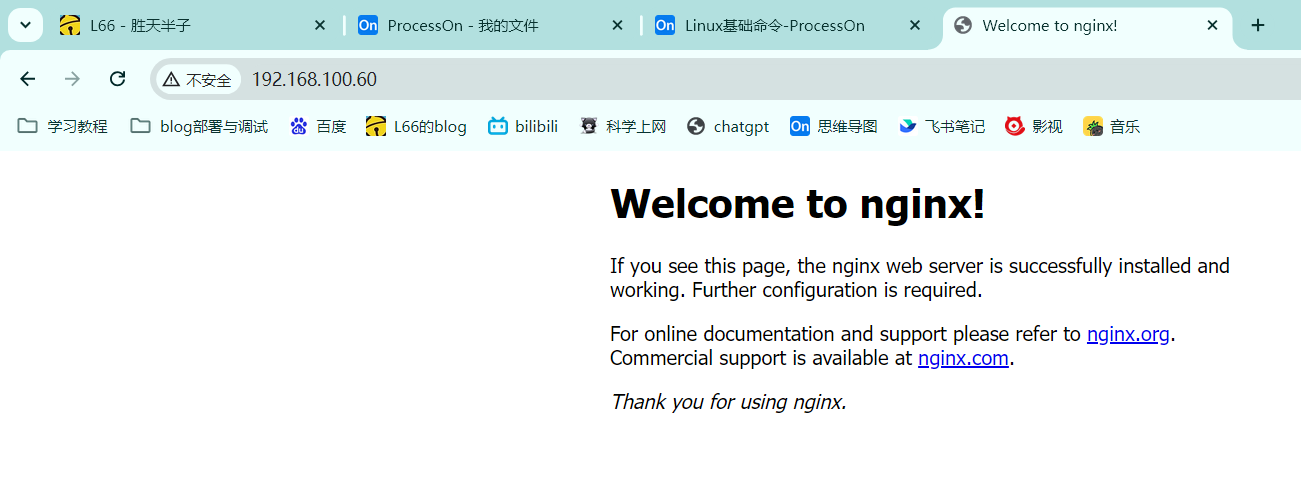 L66 - 胜天半子
On ProcessOn - 我的文件
On Linux基础命令-ProcessOn
Welcome to nginx!
不安全 192.168.100.60
学习教程 blog部署与调试 百度 L66的blog bilibili 科学上网 chatgpt On 思维导图 飞书笔记 影视 音乐
Welcome to nginx!
If you see this page, the nginx web server is successfully installed and
working. Further configuration is required.
For online documentation and support please refer to nginx.org.
Commercial support is available at nginx.com.
Thank you for using nginx.